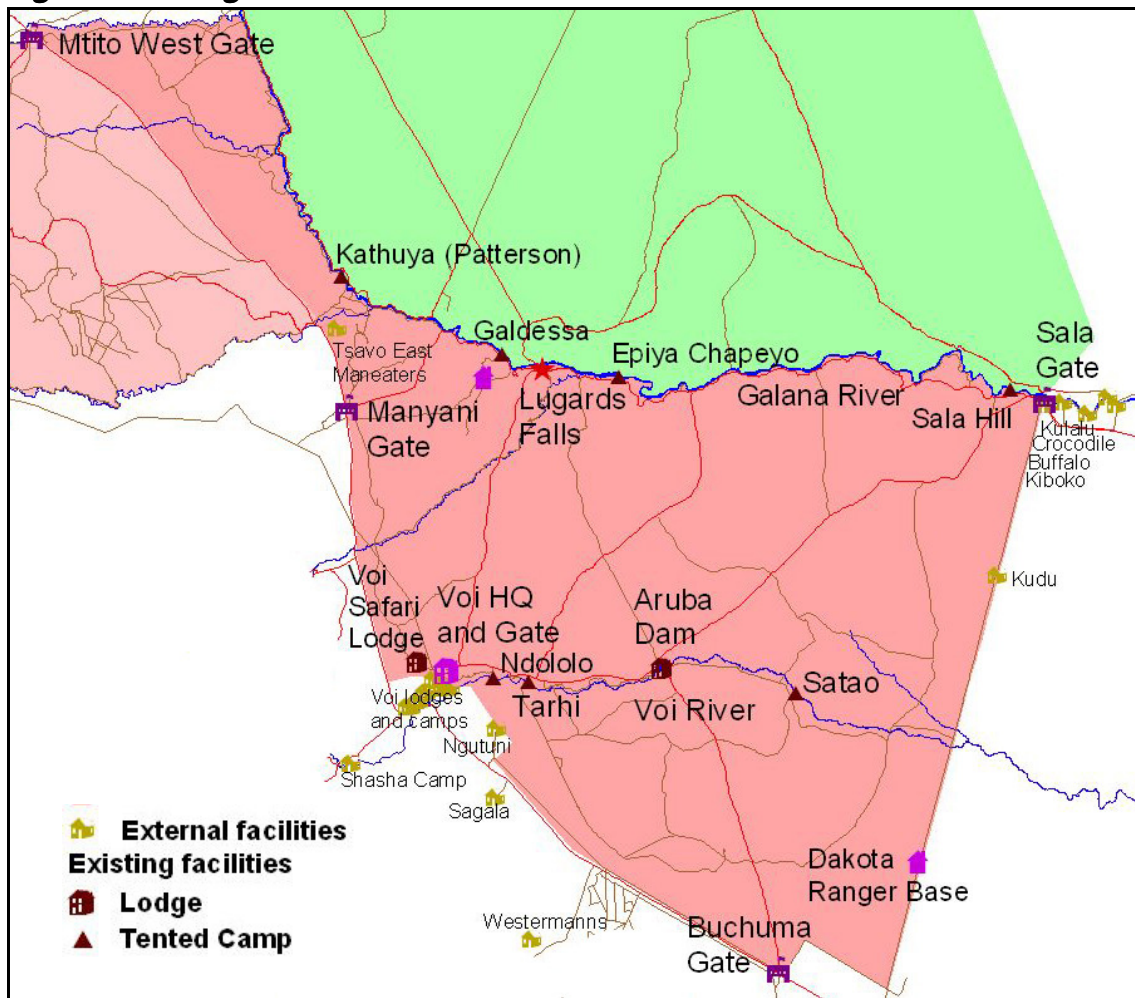 Mtito West Gate
Kathuya (Patterson)
Tsavo East
Maneaters
Galdessa
Epiya Chapeyo
Sala
Gate
Manyani
Gate
Lugards
Falls
Galana River
Sala Hill
Kulalu
Crocodile
Buffalo
Kiboko
Kudu
Voi
Safari
Lodge
Voi HQ
and Gate
Aruba
Dam
Ndololo
Tarhi
Voi River
Satao
Voi lodges
and camps
Ngutuni
Shasha Camp
Sagala
Dakota
Ranger Base
Westermanns
Buchuma
Gate
External facilities
Existing facilities
Lodge
Tented Camp